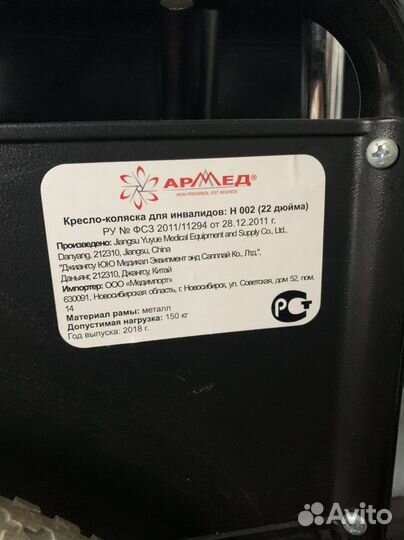 АРМЕД®
NON PROGREDI, EST REGREDI
Кресло-коляска для инвалидов: H 002 (22 дюйма)
РУ № ФСЗ 2011/11294 от 28.12.2011 г.
Произведено: Jiangsu Yuyue Medical Equipment and Supply Co., Ltd.,
Danyang, 212310, Jiangsu, China
"Джиангсу ЮЮ Медикал Эквипмент энд Сапплай Ко., Лтд.",
Даньянг, 212310, Джангсу, Китай
Импортер: ООО «Медимпорт»
630091, Новосибирская область, г. Новосибирск, ул. Советская, дом 52, пом.
14
Материал рамы: металл
Допустимая нагрузка: 150 кг
Год выпуска: 2018 г.
РСТ
Avito